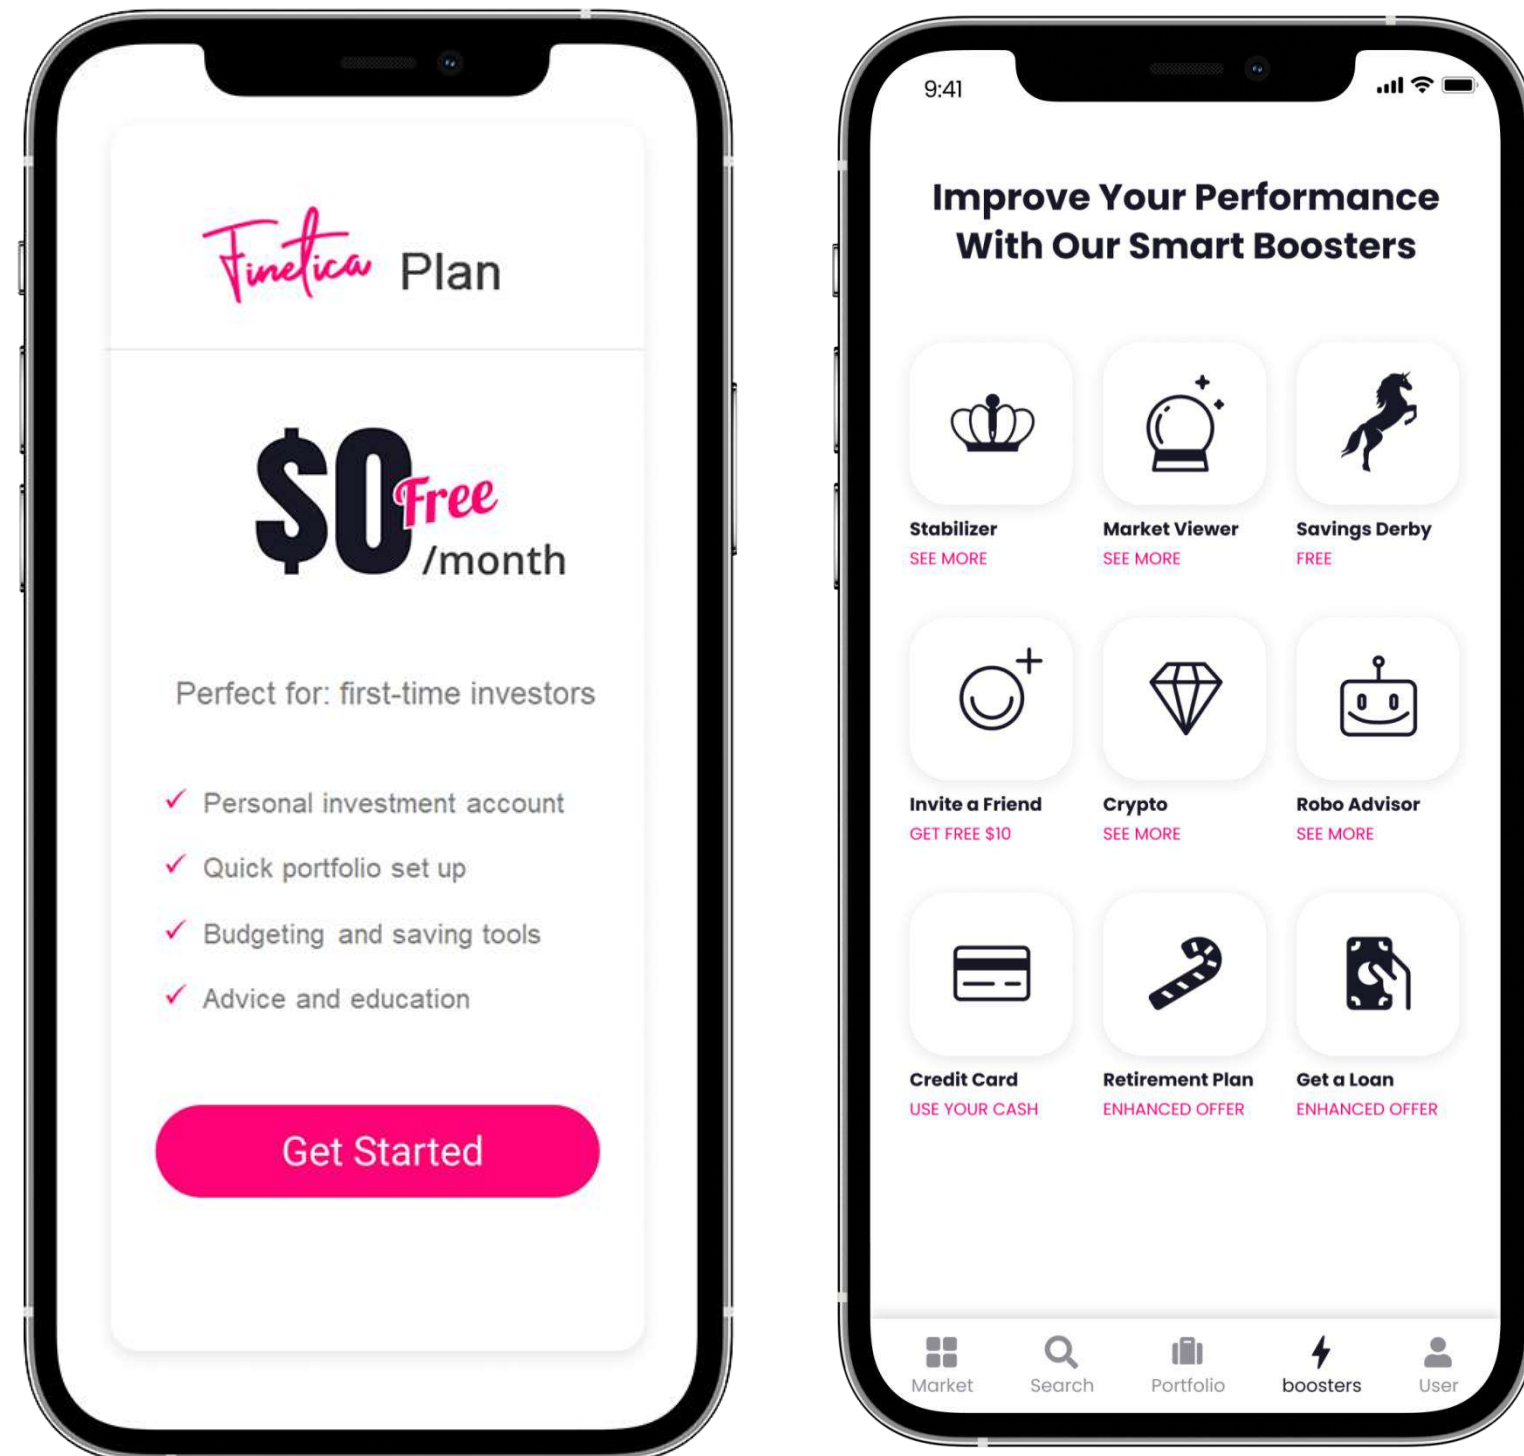 Finetica Plan
$0 Free
/month
Perfect for: first-time investors
✓ Personal investment account
✓ Quick portfolio set up
✓ Budgeting and saving tools
✓ Advice and education
Get Started
9:41
Improve Your Performance
With Our Smart Boosters
Stabilizer
SEE MORE
Market Viewer
SEE MORE
Savings Derby
FREE
Invite a Friend
GET FREE $10
Crypto
SEE MORE
Robo Advisor
SEE MORE
Credit Card
USE YOUR CASH
Retirement Plan
ENHANCED OFFER
Get a Loan
ENHANCED OFFER
Market
Search
Portfolio
boosters
User